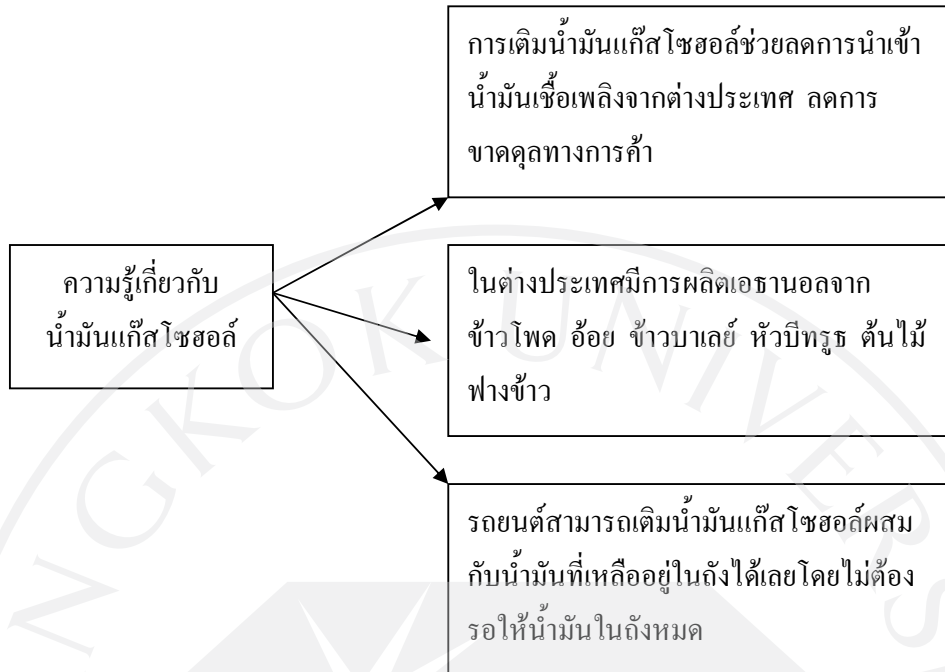 การเติมน้ำมันแก๊สโซฮอล์ช่วยลดการนำเข้า
น้ำมันเชื้อเพลิงจากต่างประเทศ ลดการ
ขาดดุลทางการค้า
ความรู้เกี่ยวกับ
น้ำมันแก๊สโซฮอล์
ในต่างประเทศมีการผลิตเอธานอลจาก
ข้าวโพด อ้อย ข้าวบาเลย์ หัวบีทรูธ ต้นไม้
ฟางข้าว
รถยนต์สามารถเติมน้ำมันแก๊สโซฮอล์ผสม
กับน้ำมันที่เหลืออยู่ในถังได้เลยโดยไม่ต้อง
รอให้น้ำมันในถังหมด
NGKOK UNIVERS